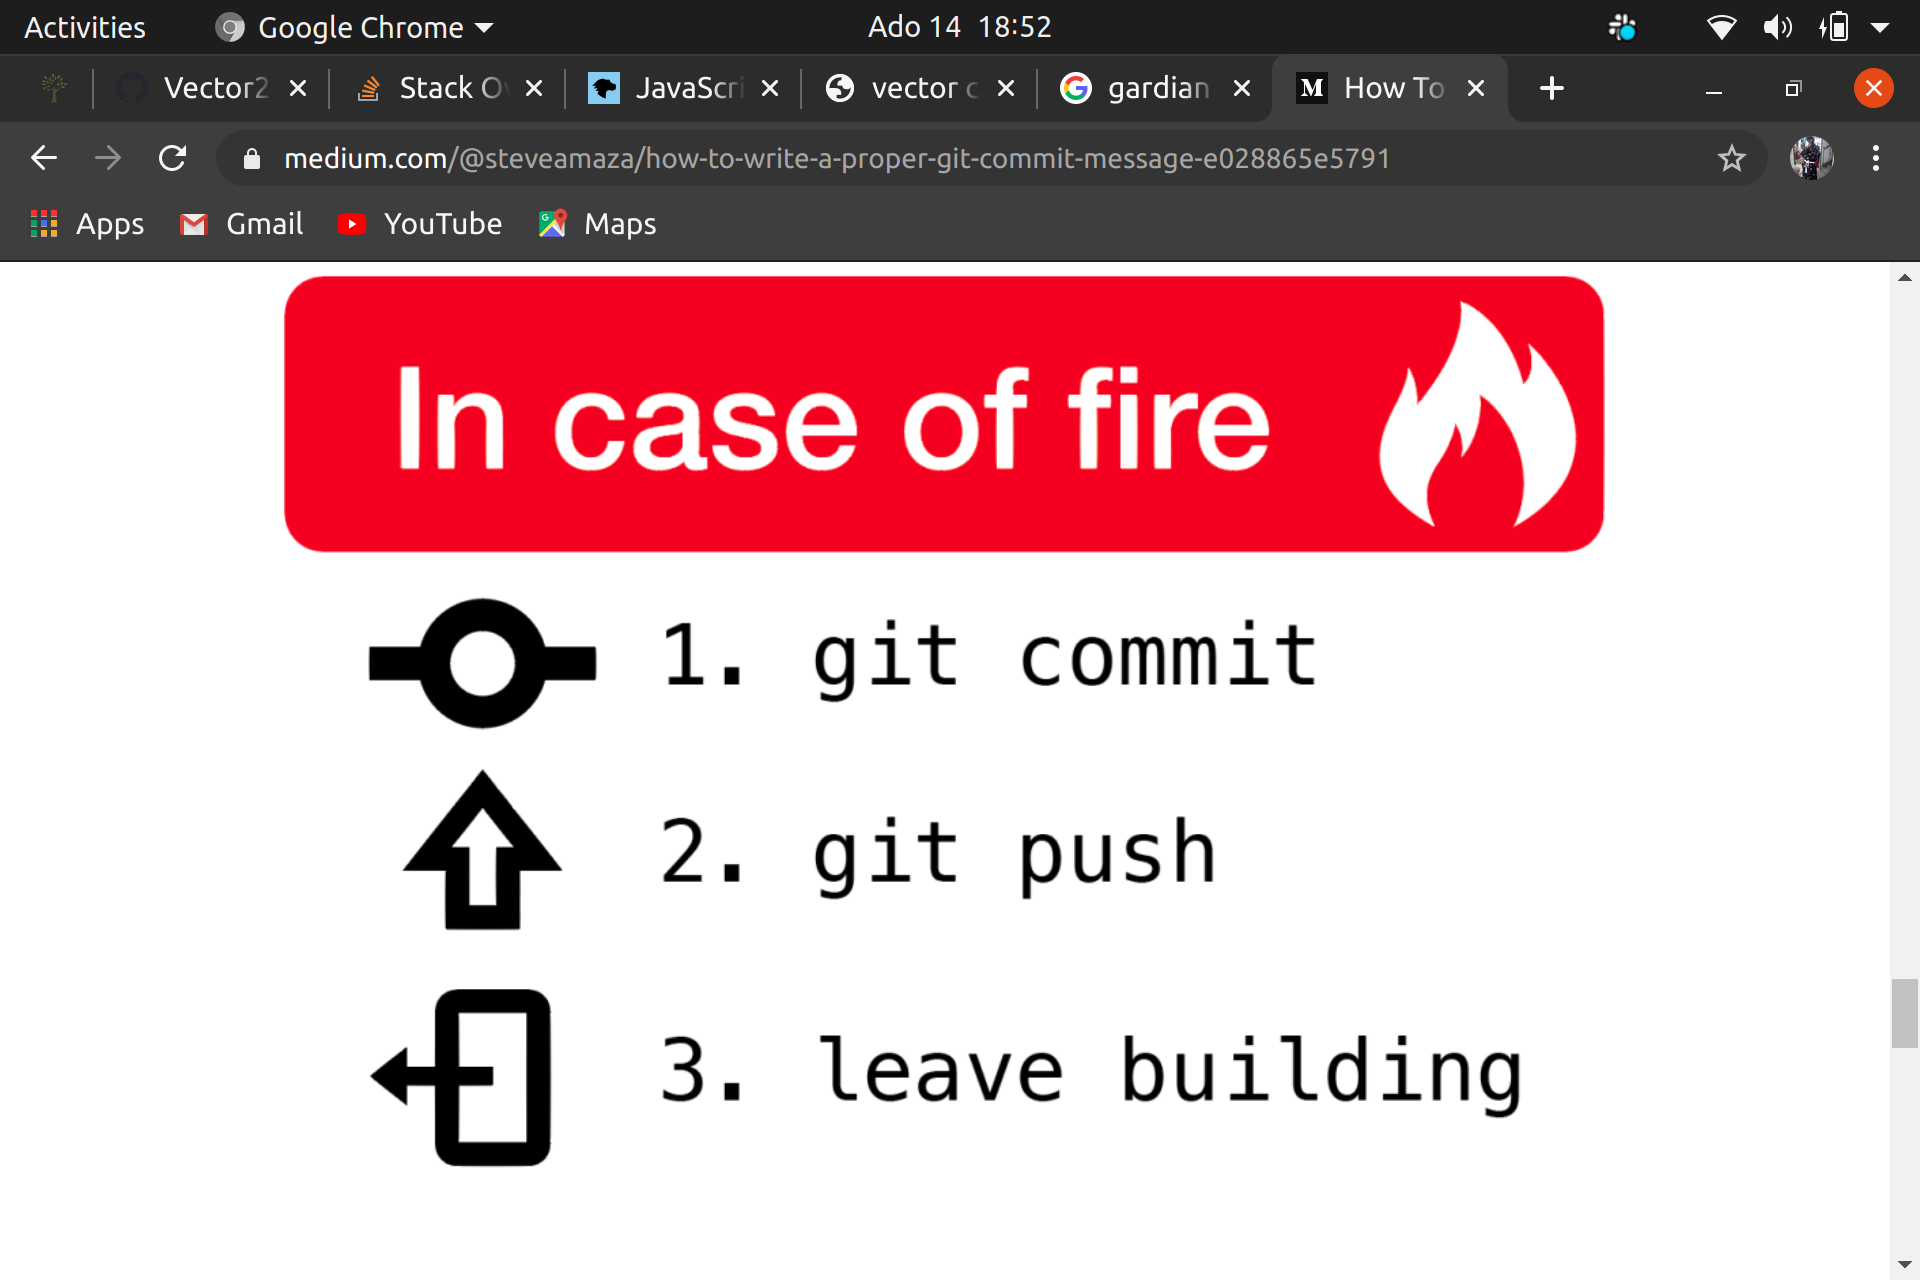 Activities Google Chrome Ado 14 18:52
Vector2 Stack Ov JavaScri vector c gardian How To
medium.com/@steveamaza/how-to-write-a-proper-git-commit-message-e028865e5791
Apps Gmail YouTube Maps
In case of fire
1. git commit
2. git push
3. leave building